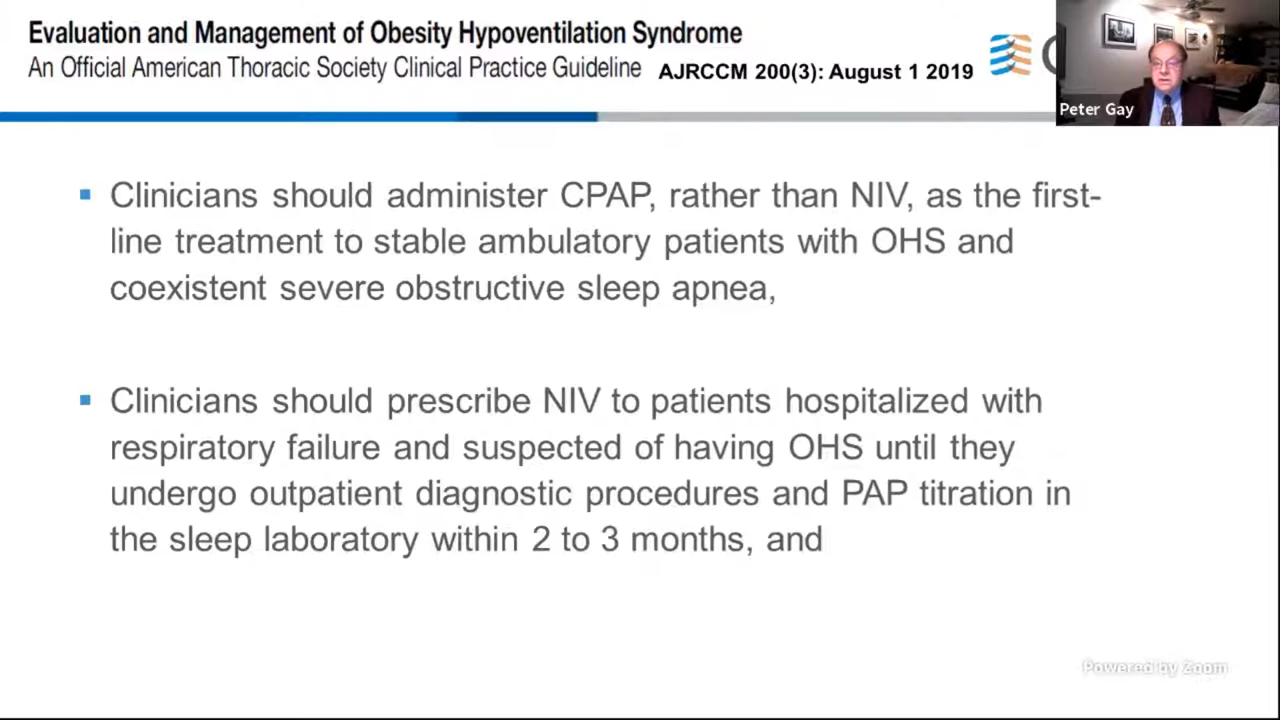 Evaluation and Management of Obesity Hypoventilation Syndrome
An Official American Thoracic Society Clinical Practice Guideline AJRCCM 200(3): August 1 2019
Peter Gay
▪ Clinicians should administer CPAP, rather than NIV, as the first-
line treatment to stable ambulatory patients with OHS and
coexistent severe obstructive sleep apnea,
▪ Clinicians should prescribe NIV to patients hospitalized with
respiratory failure and suspected of having OHS until they
undergo outpatient diagnostic procedures and PAP titration in
the sleep laboratory within 2 to 3 months, and
Powered by Zoom